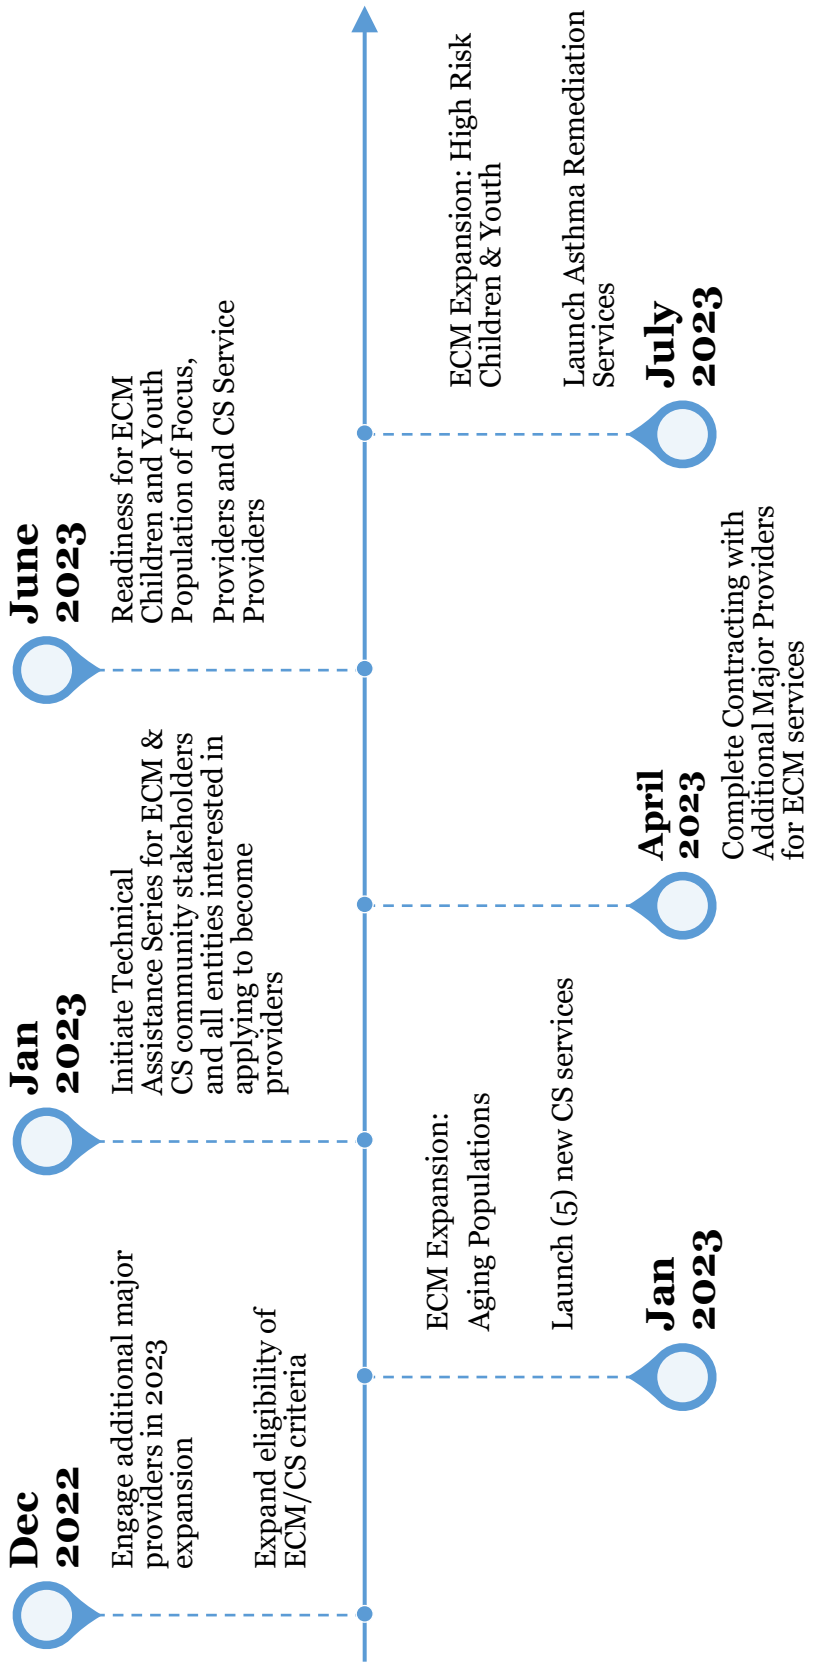 Dec
2022
Engage additional major
providers in 2023
expansion
Expand eligibility of
ECM/CS criteria
Jan
2023
ECM Expansion:
Aging Populations
Launch (5) new CS services
Jan
2023
Initiate Technical
Assistance Series for ECM &
CS community stakeholders
and all entities interested in
applying to become
providers
April
2023
Complete Contracting with
Additional Major Providers
for ECM services
June
2023
Readiness for ECM
Children and Youth
Population of Focus,
Providers and CS Service
Providers
July
2023
ECM Expansion: High Risk
Children & Youth
Launch Asthma Remediation
Services